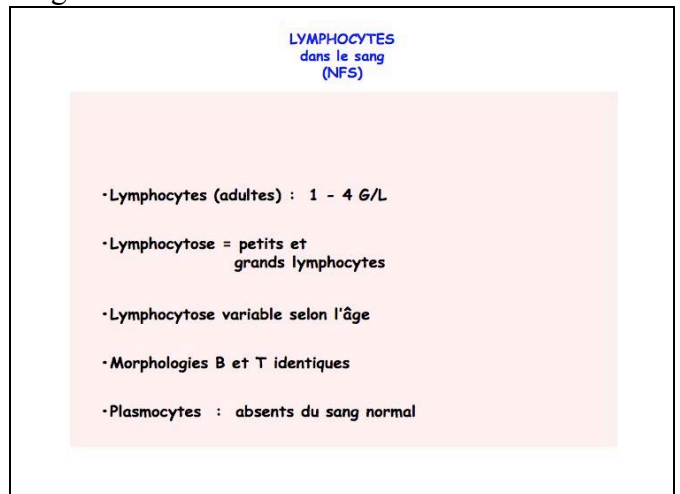 LYMPHOCYTES
dans le sang
(NFS)
·Lymphocytes (adultes) : 1 - 4 G/L
·Lymphocytose = petits et
grands lymphocytes
·Lymphocytose variable selon l'âge
·Morphologies B et T identiques
·Plasmocytes : absents du sang normal